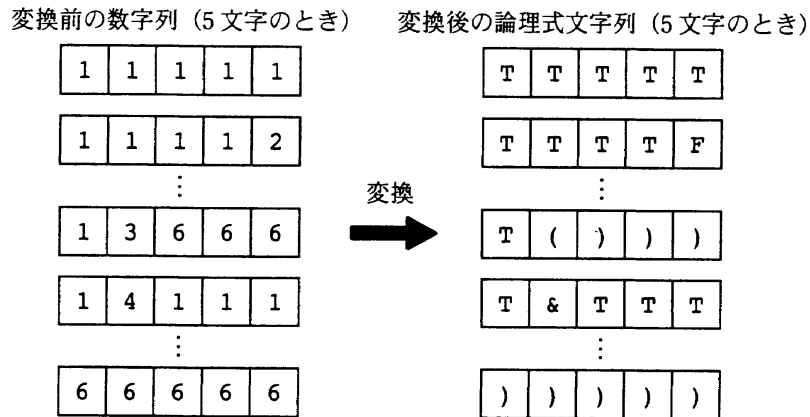 変換前の数字列（5文字のとき） 変換後の論理式文字列（5文字のとき）
1 1 1 1 1 T T T T T
1 1 1 1 2 T T T T F
⋮ 変換 ⋮
1 3 6 6 6 T ( ) ) )
1 4 1 1 1 T & T T T
⋮ ⋮
6 6 6 6 6 ) ) ) ) )